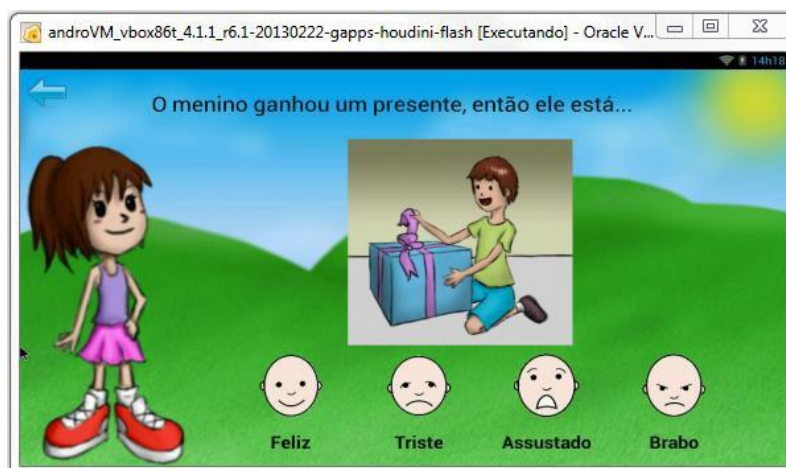 androVM_vbox86t_4.1.1_r6.1-20130222-gapps-houdini-flash [Executando] - Oracle V...
14h18
O menino ganhou um presente, então ele está...
Feliz Triste Assustado Brabo